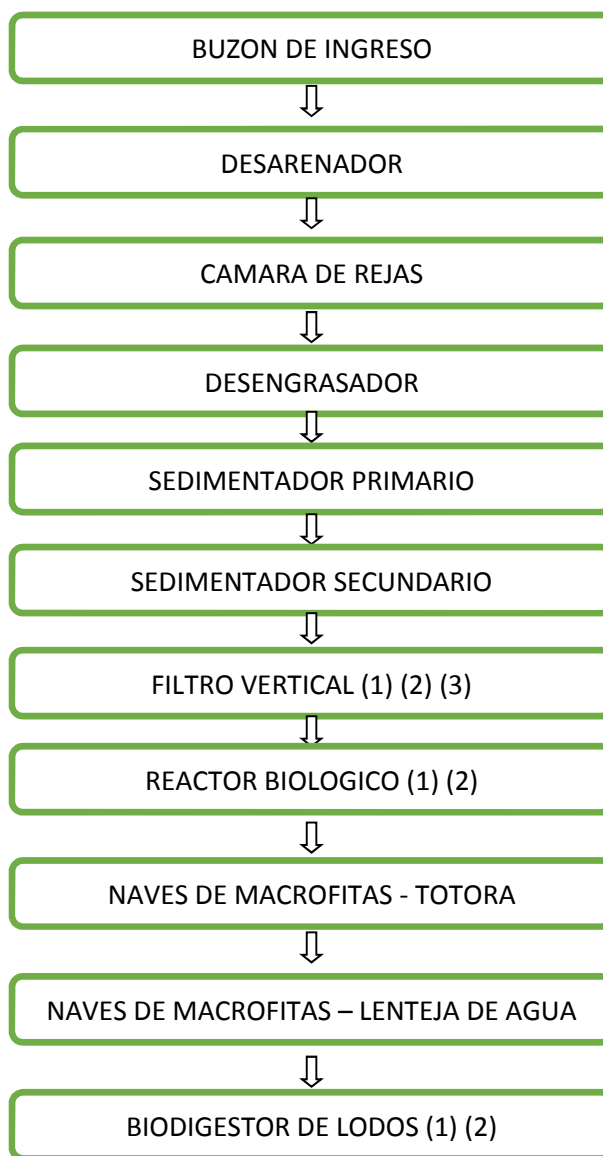 BUZON DE INGRESO
DESARENADOR
CAMARA DE REJAS
DESENGRASADOR
SEDIMENTADOR PRIMARIO
SEDIMENTADOR SECUNDARIO
FILTRO VERTICAL (1) (2) (3)
REACTOR BIOLOGICO (1) (2)
NAVES DE MACROFITAS - TOTORA
NAVES DE MACROFITAS – LENTEJA DE AGUA
BIODIGESTOR DE LODOS (1) (2)